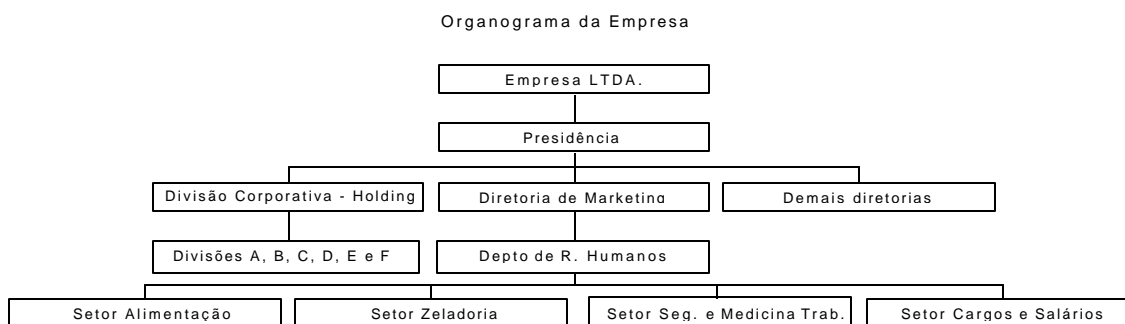 Organograma da Empresa
Empresa LTDA.
Presidência
Divisão Corporativa - Holding
Diretoria de Marketing
Demais diretorias
Divisões A, B, C, D, E e F
Depto de R. Humanos
Setor Alimentação
Setor Zeladoria
Setor Seg. e Medicina Trab.
Setor Cargos e Salários